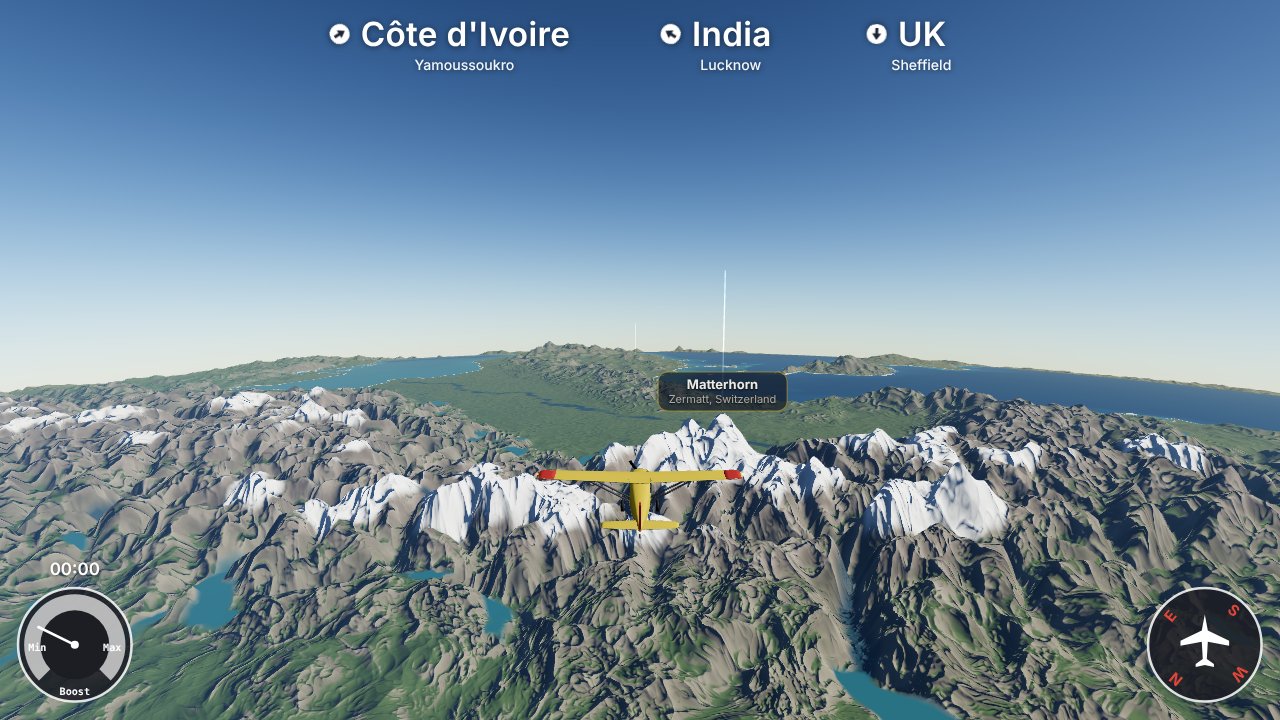 Côte d'Ivoire
Yamoussoukro
India
Lucknow
UK
Sheffield
Matterhorn
Zermatt, Switzerland
00:00
Min
Max
Boost
E
S
N
W